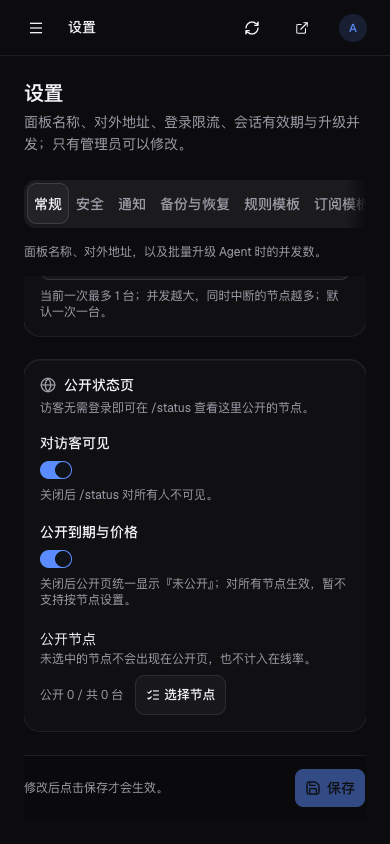 设置
A
设置
面板名称、对外地址、登录限流、会话有效期与升级并
发；只有管理员可以修改。
常规 安全 通知 备份与恢复 规则模板 订阅模
面板名称、对外地址，以及批量升级 Agent 时的并发数。
当前一次最多 1 台；并发越大，同时中断的节点越多；默
认一次一台。
公开状态页
访客无需登录即可在 /status 查看这里公开的节点。
对访客可见
关闭后 /status 对所有人不可见。
公开到期与价格
关闭后公开页统一显示『未公开』；对所有节点生效，暂不
支持按节点设置。
公开节点
未选中的节点不会出现在公开页，也不计入在线率。
公开 0 / 共 0 台 选择节点
修改后点击保存才会生效。 保存